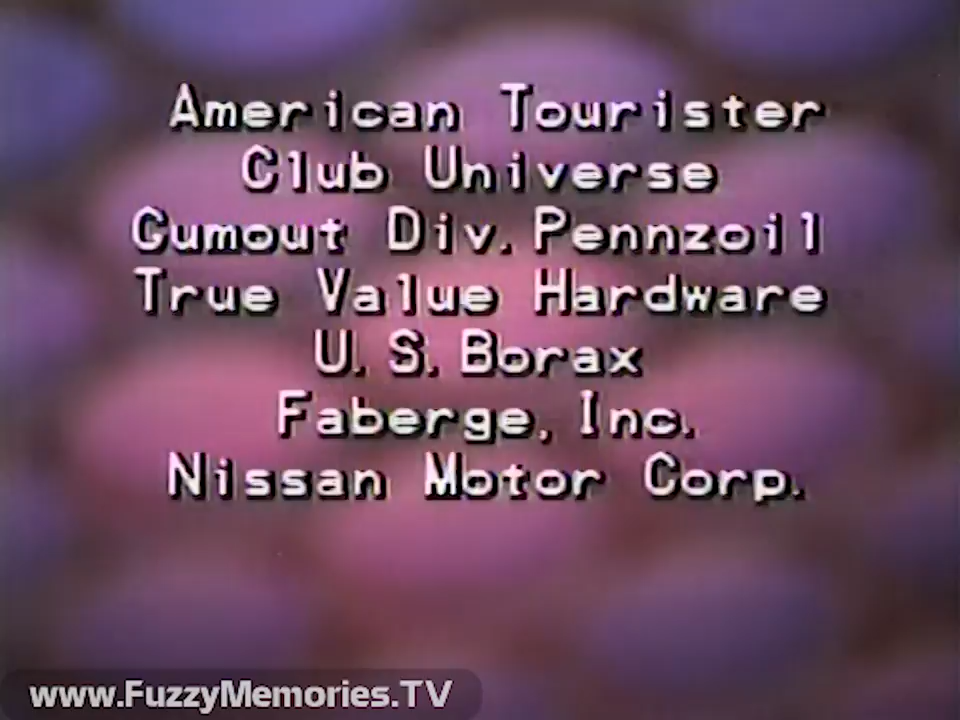 American Tourister
Club Universe
Gumout Div. Pennzoil
True Value Hardware
U. S. Borax
Faberge, Inc.
Nissan Motor Corp.
www.FuzzyMemories.TV